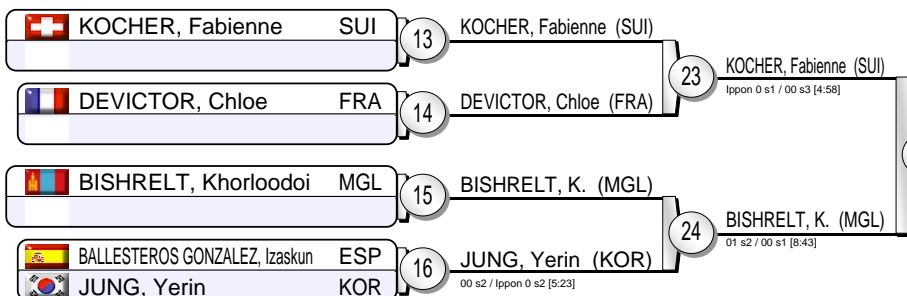 KOCHER, Fabienne SUI
13
KOCHER, Fabienne (SUI)
23
KOCHER, Fabienne (SUI)
Ippon 0 s1 / 00 s3 [4:58]
DEVICTOR, Chloe FRA
14
DEVICTOR, Chloe (FRA)
BISHRELT, Khorloodoi MGL
15
BISHRELT, K. (MGL)
24
BISHRELT, K. (MGL)
01 s2 / 00 s1 [8:43]
BALLESTEROS GONZALEZ, Izaskun ESP
16
JUNG, Yerin (KOR)
00 s2 / Ippon 0 s2 [5:23]
JUNG, Yerin KOR